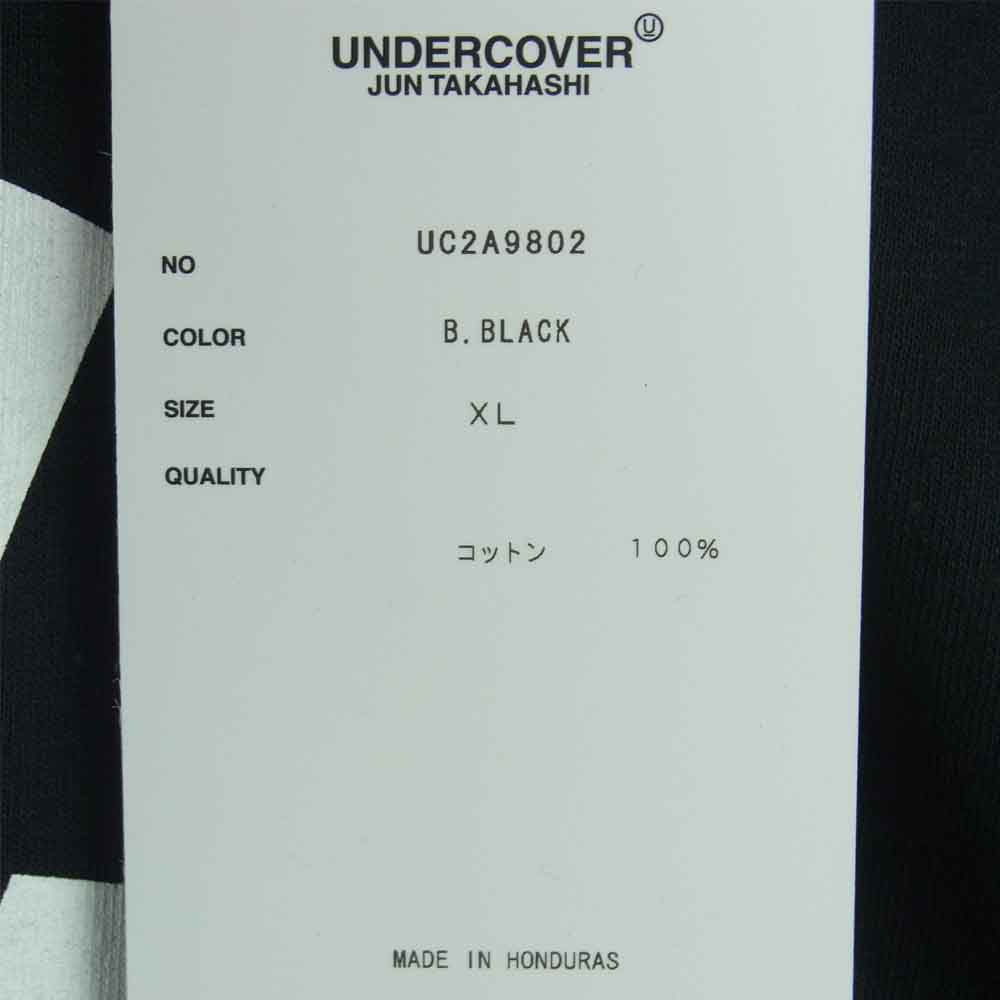 UNDERCOVER U
JUN TAKAHASHI
NO UC2A9802
COLOR B.BLACK
SIZE XL
QUALITY
コットン 100%
MADE IN HONDURAS